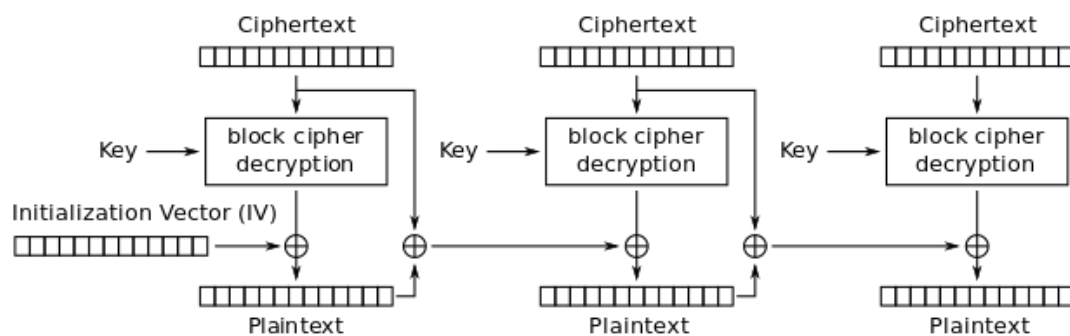 Ciphertext Ciphertext Ciphertext
Key block cipher decryption Key block cipher decryption Key block cipher decryption
Initialization Vector (IV)
Plaintext Plaintext Plaintext